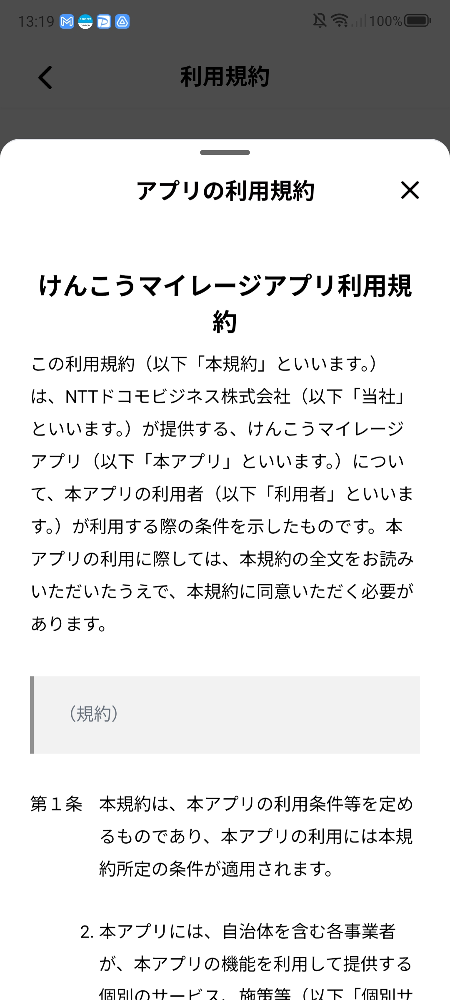 13:19
connect
OMRON
100%
利用規約
アプリの利用規約
けんこうマイレージアプリ利用規
約
この利用規約（以下「本規約」といいます。）
は、NTTドコモビジネス株式会社（以下「当社」
といいます。）が提供する、けんこうマイレージ
アプリ（以下「本アプリ」といいます。）につい
て、本アプリの利用者（以下「利用者」といいま
す。）が利用する際の条件を示したものです。本
アプリの利用に際しては、本規約の全文をお読み
いただいたうえで、本規約に同意いただく必要が
あります。
（規約）
第１条 本規約は、本アプリの利用条件等を定め
るものであり、本アプリの利用には本規
約所定の条件が適用されます。
2. 本アプリには、自治体を含む各事業者
が、本アプリの機能を利用して提供する
個別のサービス、施策等（以下「個別サ